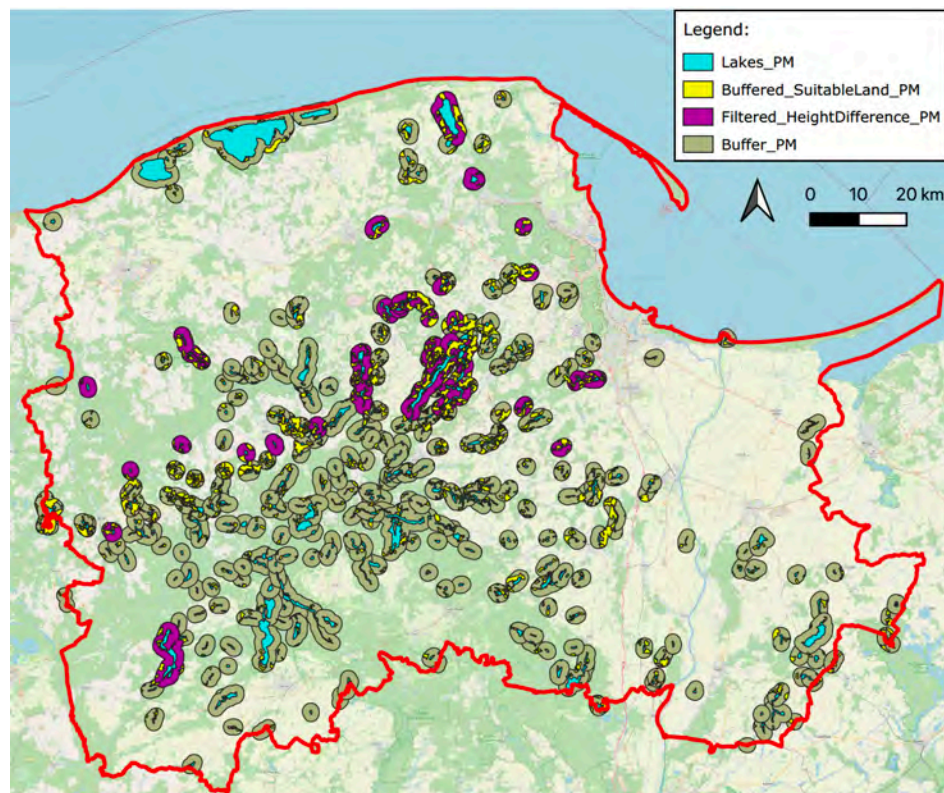 Legend:
Lakes_PM
Buffered_SuitableLand_PM
Filtered_HeightDifference_PM
Buffer_PM
0 10 20 km